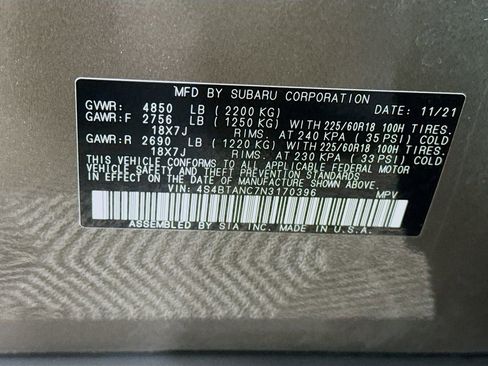 MFD BY SUBARU CORPORATION
GVWR: 4850 LB ( 2200 KG) DATE: 11/21
GAWR:F 2756 LB ( 1250 KG) WITH 225/60R18 100H TIRES.
18X7J RIMS. AT 240 KPA ( 35 PSI) COLD
GAWR:R 2690 LB ( 1220 KG) WITH 225/60R18 100H TIRES.
18X7J RIMS. AT 230 KPA ( 33 PSI) COLD
THIS VEHICLE CONFORMS TO ALL APPLICABLE FEDERAL MOTOR
VEHICLE SAFETY AND THEFT PREVENTION STANDARDS
IN EFFECT ON THE DATE OF MANUFACTURE SHOWN ABOVE.
VIN: 4S4BTANC7N3170396 MPV
ASSEMBLED BY SIA INC. MADE IN U.S.A.